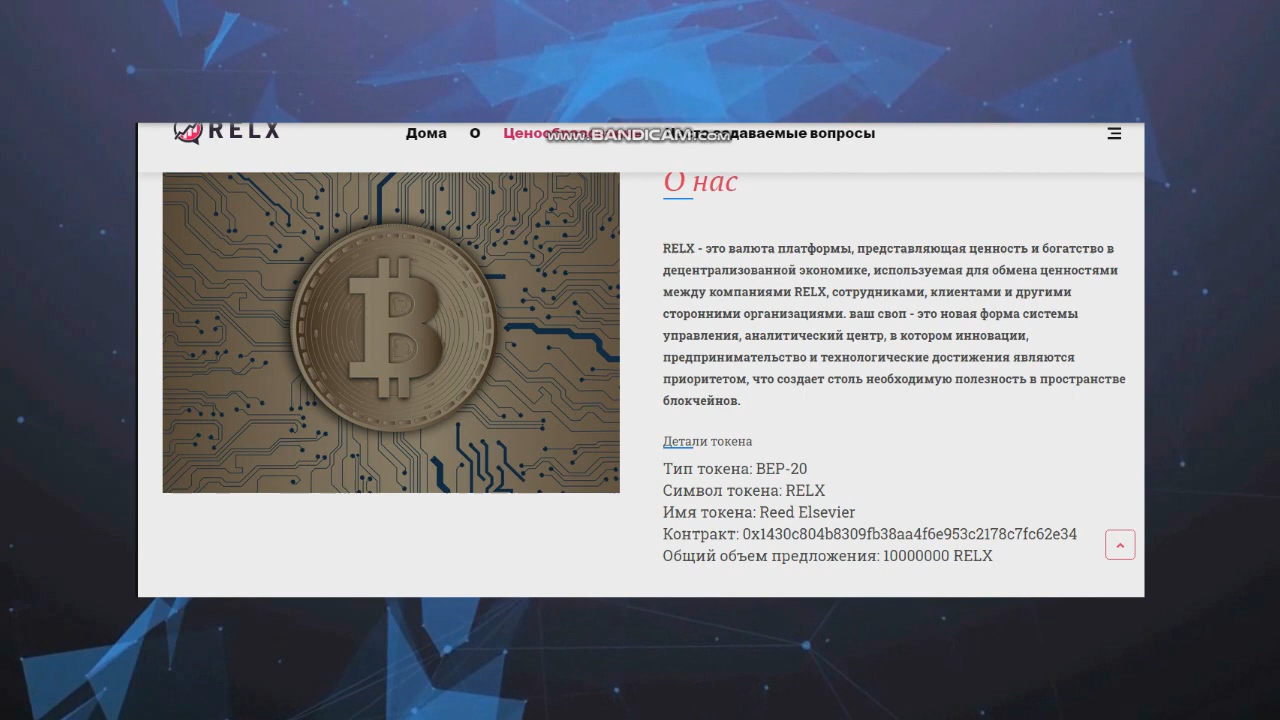 RELX
Дома О
www.BANDICAM.com
вопросы
О нас
RELX - это валюта платформы, представляющая ценность и богатство в
децентрализованной экономике, используемая для обмена ценностями
между компаниями RELX, сотрудниками, клиентами и другими
сторонними организациями. ваш своп - это новая форма системы
управления, аналитический центр, в котором инновации,
предпринимательство и технологические достижения являются
приоритетом, что создает столь необходимую полезность в пространстве
блокчейнов.
Детали токена
Тип токена: BEP-20
Символ токена: RELX
Имя токена: Reed Elsevier
Контракт: 0x1430c804b8309fb38aa4f6e953c2178c7fc62e34
Общий объем предложения: 10000000 RELX